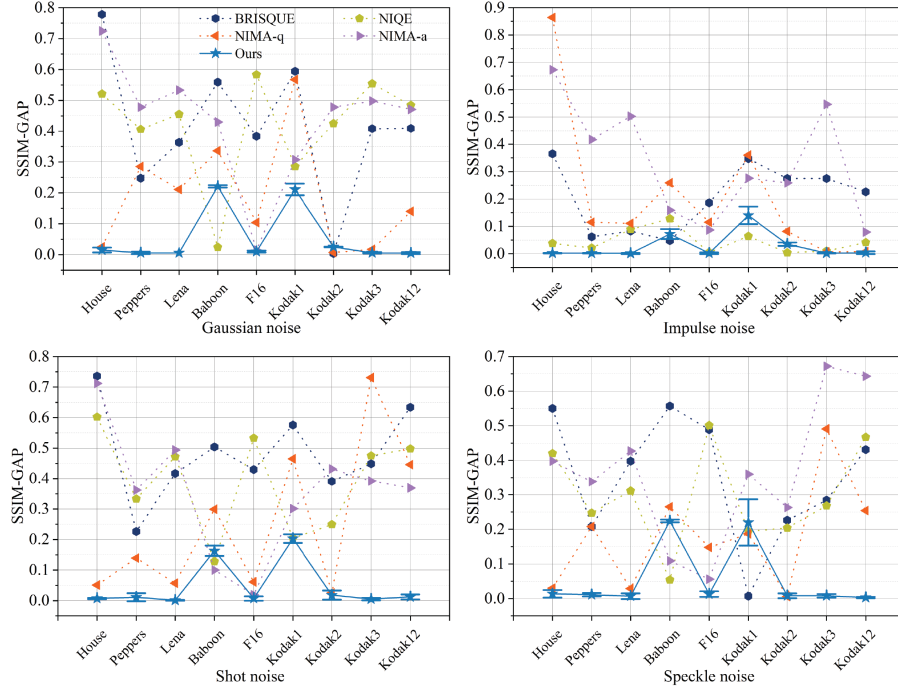 BRISQUE NIQE
NIMA-q NIMA-a
Ours
SSIM-GAP
0.8
0.7
0.6
0.5
0.4
0.3
0.2
0.1
0.0
House Peppers Lena Baboon F16 Kodak1 Kodak2 Kodak3 Kodak12
Gaussian noise
SSIM-GAP
0.9
0.8
0.7
0.6
0.5
0.4
0.3
0.2
0.1
0.0
House Peppers Lena Baboon F16 Kodak1 Kodak2 Kodak3 Kodak12
Impulse noise
SSIM-GAP
0.8
0.7
0.6
0.5
0.4
0.3
0.2
0.1
0.0
House Peppers Lena Baboon F16 Kodak1 Kodak2 Kodak3 Kodak12
Shot noise
SSIM-GAP
0.7
0.6
0.5
0.4
0.3
0.2
0.1
0.0
House Peppers Lena Baboon F16 Kodak1 Kodak2 Kodak3 Kodak12
Speckle noise